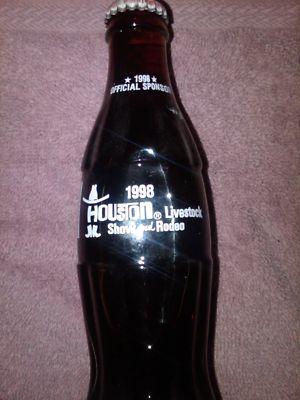 ★ 1998 ★
OFFICIAL SPONSOR
1998
HOUSTON® Livestock
Show and Rodeo